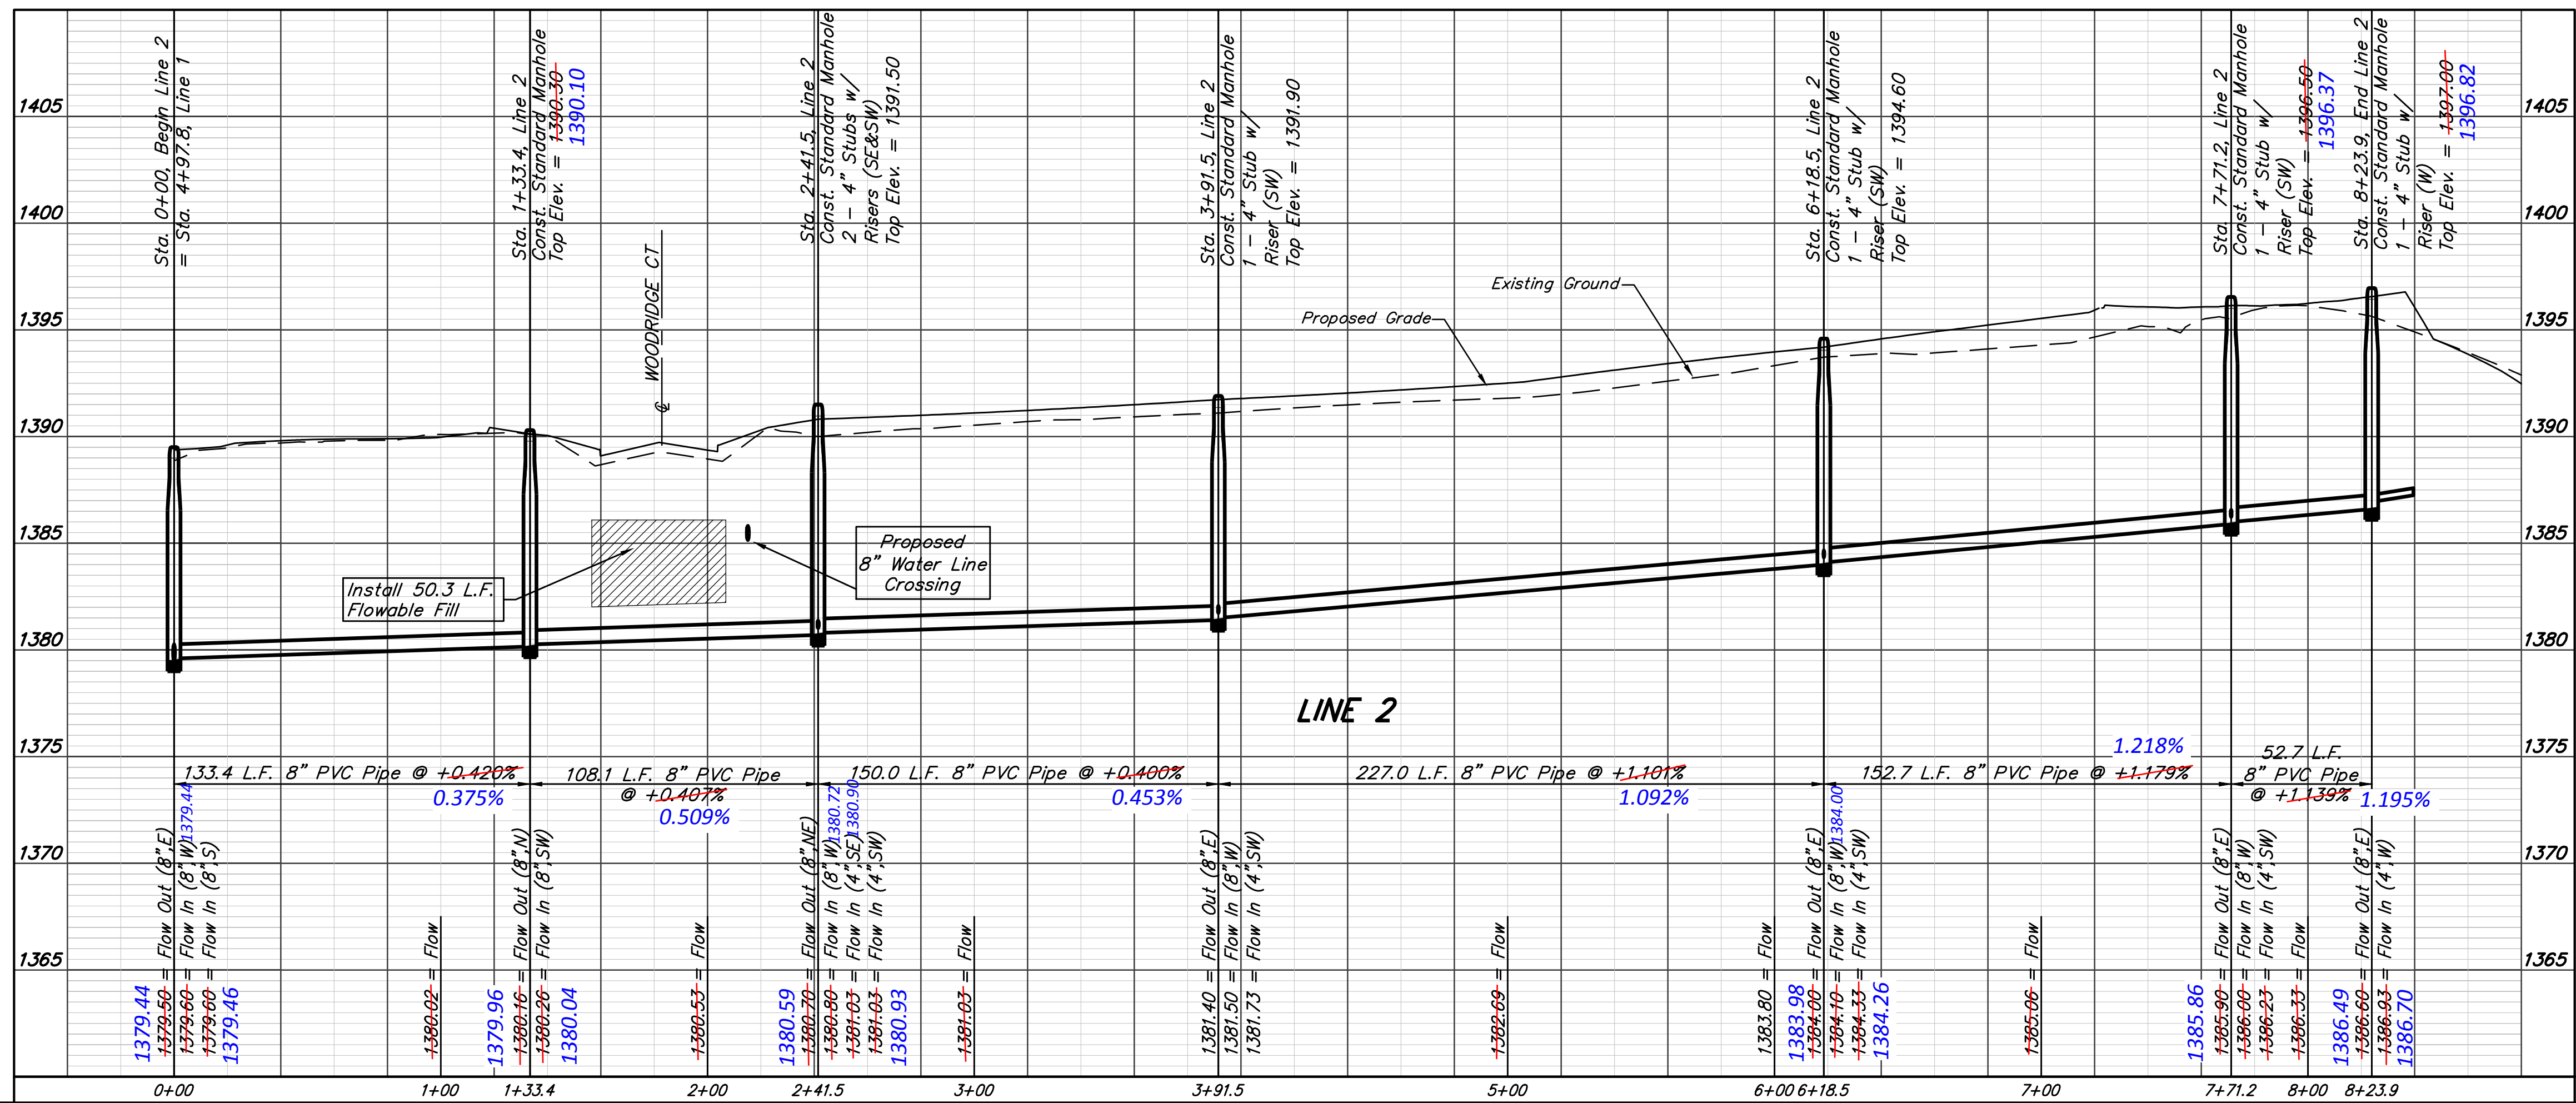 Sta. 0+00, Begin Line 2
= Sta. 4+97.8, Line 1
Sta. 1+33.4, Line 2
Const. Standard Manhole
Top Elev. = 1390.30
1390.10
WOODRIDGE CT
℄
Sta. 2+41.5, Line 2
Const. Standard Manhole
2 - 4" Stubs w/
Risers (SE&SW)
Top Elev. = 1391.50
Sta. 3+91.5, Line 2
Const. Standard Manhole
1 - 4" Stub w/
Riser (SW)
Top Elev. = 1391.90
Sta. 6+18.5, Line 2
Const. Standard Manhole
1 - 4" Stub w/
Riser (SW)
Top Elev. = 1394.60
Sta. 7+71.2, Line 2
Const. Standard Manhole
1 - 4" Stub w/
Riser (SW)
Top Elev. = 1396.50
1396.37
Sta. 8+23.9, End Line 2
Const. Standard Manhole
1 - 4" Stub w/
Riser (W)
Top Elev. = 1397.00
1396.82
1405
1400
1395
1390
1385
1380
1375
1370
1365
1405
1400
1395
1390
1385
1380
1375
1370
1365
Existing Ground
Proposed Grade
Install 50.3 L.F.
Flowable Fill
Proposed
8" Water Line
Crossing
LINE 2
133.4 L.F. 8" PVC Pipe @ +0.420%
0.375%
108.1 L.F. 8" PVC Pipe
@ +0.407%
0.509%
150.0 L.F. 8" PVC Pipe @ +0.400%
0.453%
227.0 L.F. 8" PVC Pipe @ +1.101%
1.092%
152.7 L.F. 8" PVC Pipe @ +1.179%
1.218%
52.7 L.F.
8" PVC Pipe
@ +1.139%
1.195%
1379.44
1379.50 = Flow Out (8",E)
1379.60 = Flow In (8",W)
1379.44
1379.60 = Flow In (8",S)
1379.46
1380.02 = Flow
1379.96
1380.16 = Flow Out (8",N)
1380.26 = Flow In (8",SW)
1380.04
1380.53 = Flow
1380.59
1380.70 = Flow Out (8",NE)
1380.80 = Flow In (8",W)
1380.72
1381.03 = Flow In (4",SE)
1380.90
1381.03 = Flow In (4",SW)
1380.93
1381.03 = Flow
1381.40 = Flow Out (8",E)
1381.50 = Flow In (8",W)
1381.73 = Flow In (4",SW)
1382.69 = Flow
1383.80 = Flow
1383.98
1384.00 = Flow Out (8",E)
1384.10 = Flow In (8",W)
1384.00
1384.33 = Flow In (4",SW)
1384.26
1385.06 = Flow
1385.86
1385.90 = Flow Out (8",E)
1386.00 = Flow In (8",W)
1386.23 = Flow In (4",SW)
1386.33 = Flow
1386.49
1386.60 = Flow Out (8",E)
1386.93 = Flow In (4",W)
1386.70
0+00
1+00
1+33.4
2+00
2+41.5
3+00
3+91.5
5+00
6+00
6+18.5
7+00
7+71.2
8+00
8+23.9